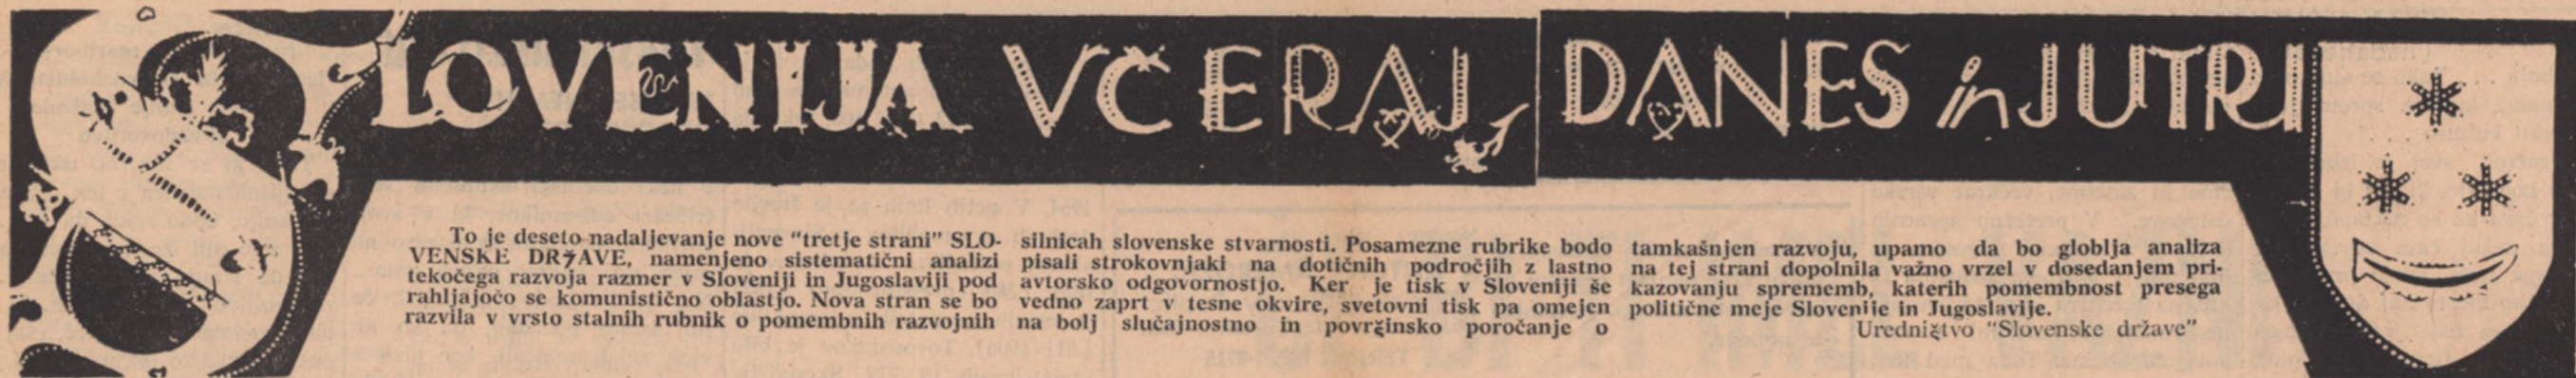 SLOVENIJA VČERAJ DANES in JUTRI
To je deseto nadaljevanje nove “tretje strani” SLO-
VENSKE DRŽAVE, namenjeno sistematični analizi
tekočega razvoja razmer v Sloveniji in Jugoslaviji pod
rahljajočo se komunistično oblastjo. Nova stran se bo
razvila v vrsto stalnih rubnik o pomembnih razvojnih
silnicah slovenske stvarnosti. Posamezne rubrike bodo
pisali strokovnjaki na dotičnih področjih z lastno
avtorsko odgovornostjo. Ker je tisk v Sloveniji še
vedno zaprt v tesne okvire, svetovni tisk pa omejen
na bolj slučajnostno in površinsko poročanje o
tamkašnjen razvoju, upamo da bo globlja analiza
na tej strani dopolnila važno vrzel v dosedanjem pri-
kazovanju sprememb, katerih pomembnost presega
politične meje Slovenije in Jugoslavije.
Uredništvo “Slovenske države”